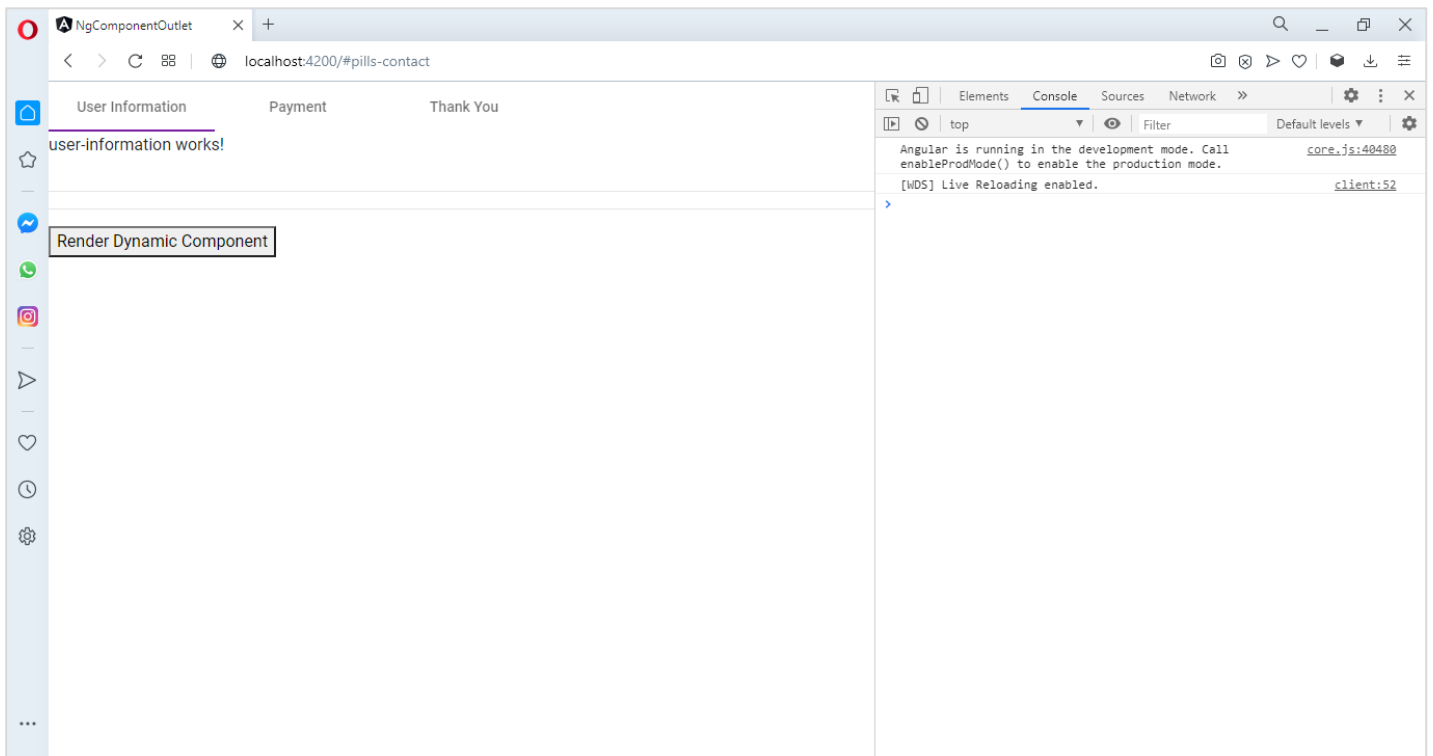 NgComponentOutlet
localhost:4200/#pills-contact
User Information Payment Thank You
user-information works!
Render Dynamic Component
Elements Console Sources Network
top Filter Default levels
Angular is running in the development mode. Call core.js:40480
enableProdMode() to enable the production mode.
[WDS] Live Reloading enabled. client:52